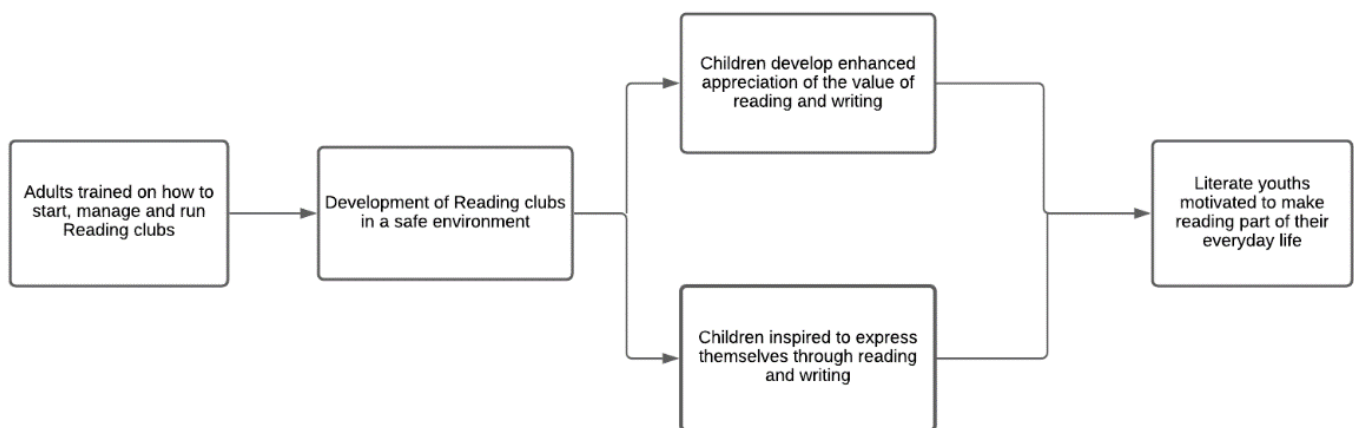 Adults trained on how to
start, manage and run
Reading clubs
Development of Reading clubs
in a safe environment
Children develop enhanced
appreciation of the value of
reading and writing
Children inspired to express
themselves through reading
and writing
Literate youths
motivated to make
reading part of their
everyday life